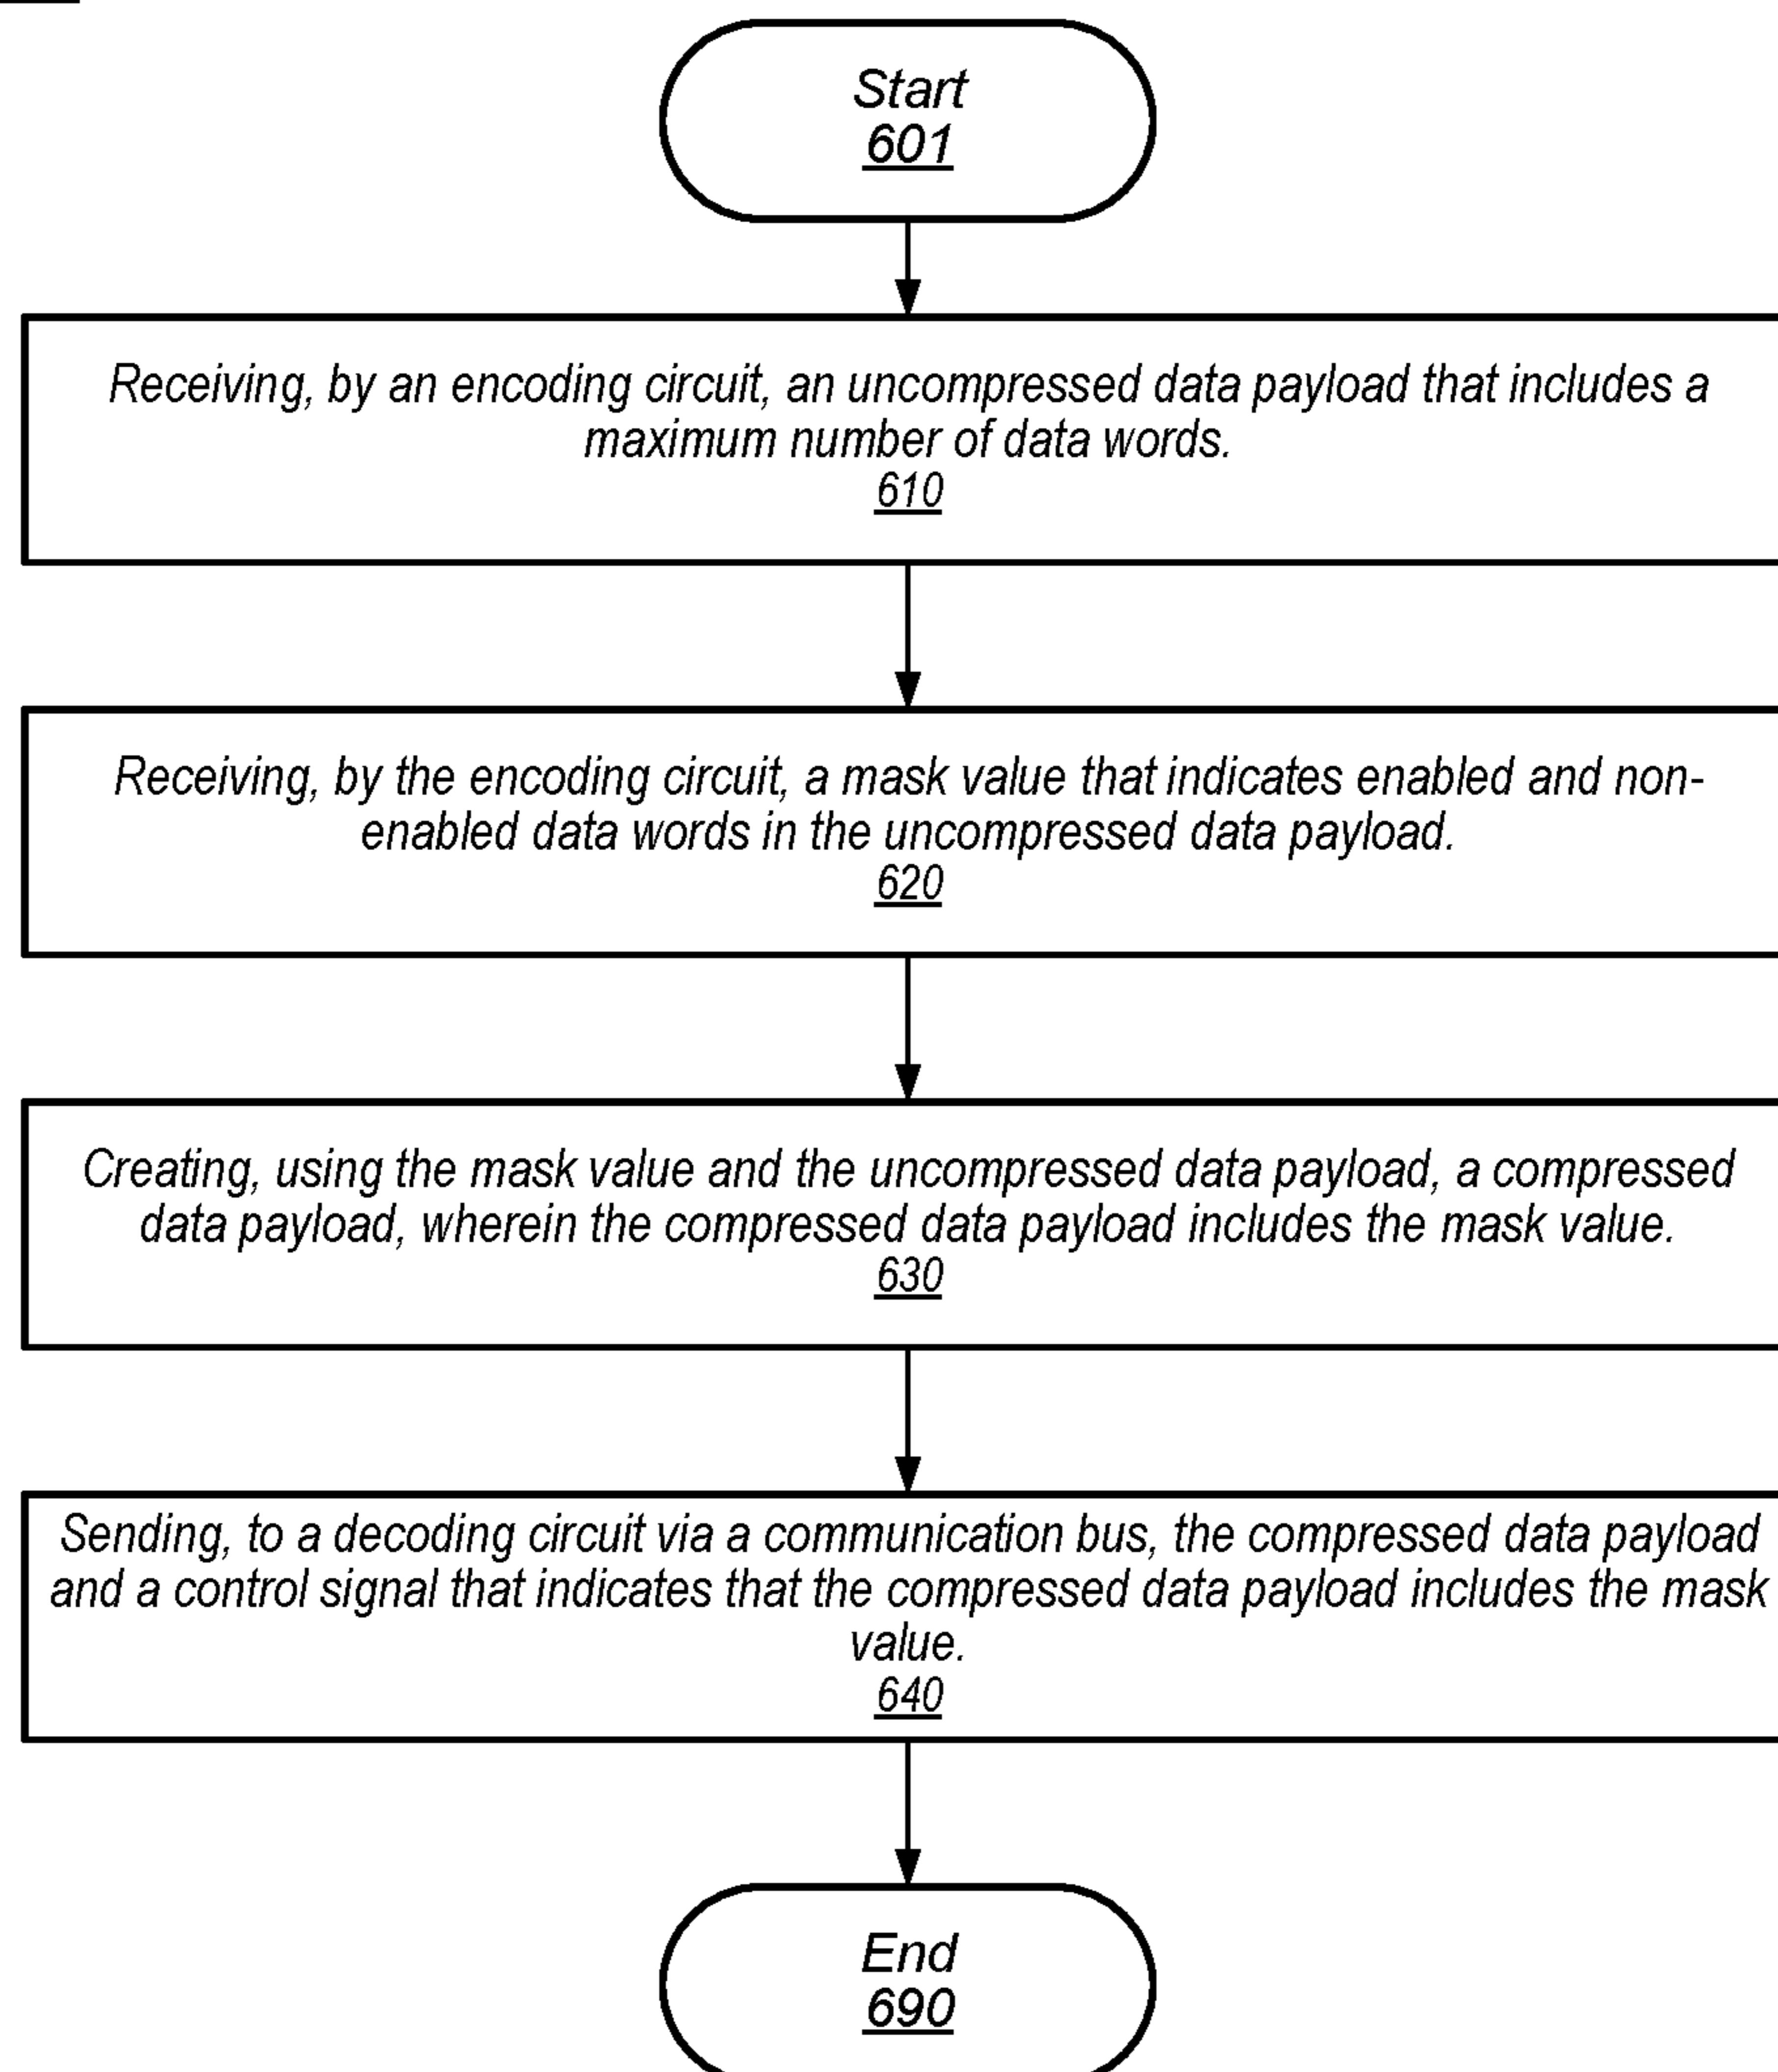 Start
601
Receiving, by an encoding circuit, an uncompressed data payload that includes a
maximum number of data words.
610
Receiving, by the encoding circuit, a mask value that indicates enabled and non-
enabled data words in the uncompressed data payload.
620
Creating, using the mask value and the uncompressed data payload, a compressed
data payload, wherein the compressed data payload includes the mask value.
630
Sending, to a decoding circuit via a communication bus, the compressed data payload
and a control signal that indicates that the compressed data payload includes the mask
value.
640
End
690